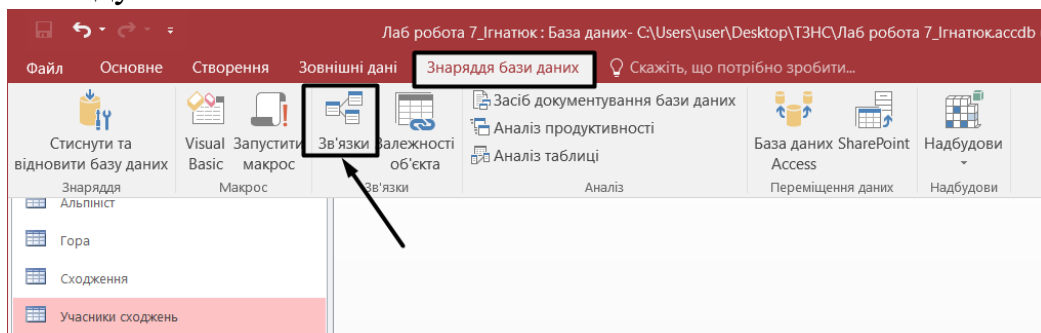 Лаб робота 7_Ігнатюк : База даних- C:\Users\user\Desktop\ТЗНС\Лаб робота 7_Ігнатюк.accdb
Файл Основне Створення Зовнішні дані Знаряддя бази даних Скажіть, що потрібно зробити...
Стиснути та відновити базу даних
Visual Basic
Запустити макрос
Зв'язки
Залежності об'єкта
Засіб документування бази даних
Аналіз продуктивності
Аналіз таблиці
База даних Access
SharePoint
Надбудови
Знаряддя Макрос Зв'язки Аналіз Переміщення даних Надбудови
Альпініст
Гора
Сходження
Учасники сходжень